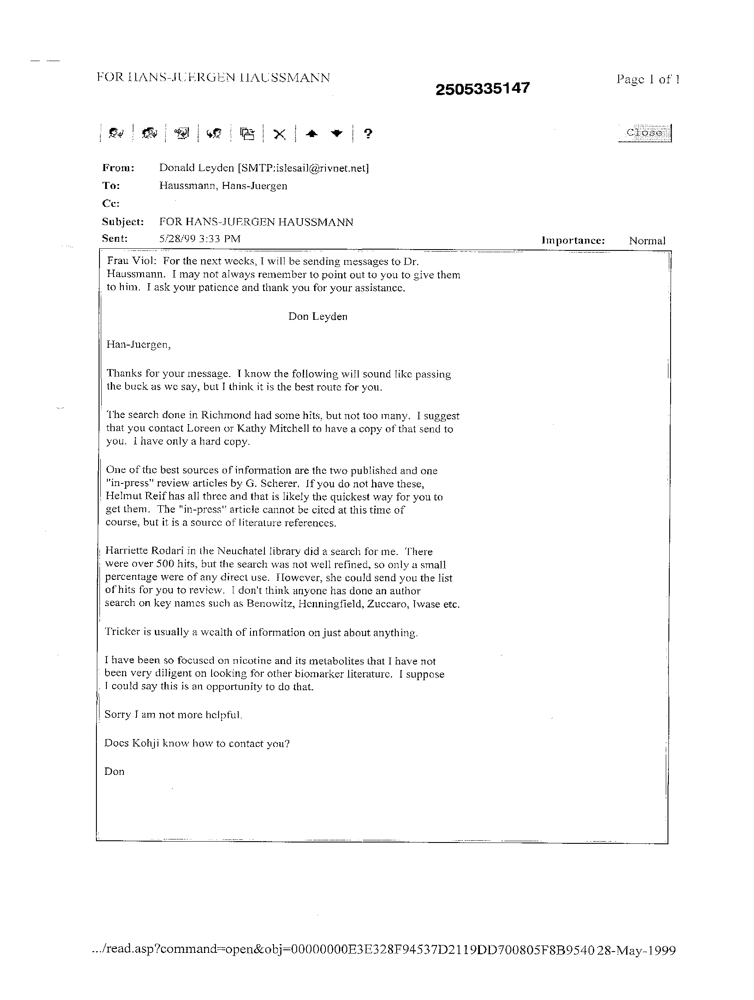 FOR HANS-JUERGEN HAUSSMANN
Page 1 of 1
2505335147
?
Close
From: Donald Leyden [SMTP:islesail@rivnet.net]
To: Haussmann, Hans-Juergen
Cc:
Subject: FOR HANS-JUERGEN HAUSSMANN
Sent: 5/28/99 3:33 PM
Importance: Normal
Frau Viol: For the next weeks, I will be sending messages to Dr.
Haussmann. I may not always remember to point out to you to give them
to him. I ask your patience and thank you for your assistance.
Don Leyden
Han-Juergen,
Thanks for your message. I know the following will sound like passing
the buck as we say, but I think it is the best route for you.
The search done in Richmond had some hits, but not too many. I suggest
that you contact Loreen or Kathy Mitchell to have a copy of that send to
you. I have only a hard copy.
One of the best sources of information are the two published and one
"in-press" review articles by G. Scherer. If you do not have these,
Helmut Reif has all three and that is likely the quickest way for you to
get them. The "in-press" article cannot be cited at this time of
course, but it is a source of literature references.
Harriette Rodari in the Neuchatel library did a search for me. There
were over 500 hits, but the search was not well refined, so only a small
percentage were of any direct use. However, she could send you the list
of hits for you to review. I don't think anyone has done an author
search on key names such as Benowitz, Henningfield, Zuccaro, Iwase etc.
Tricker is usually a wealth of information on just about anything.
I have been so focused on nicotine and its metabolites that I have not
been very diligent on looking for other biomarker literature. I suppose
I could say this is an opportunity to do that.
Sorry I am not more helpful.
Does Kohji know how to contact you?
Don
.../read.asp?command=open&obj=00000000E3E328F94537D2119DD700805F8B9540 28-May-1999